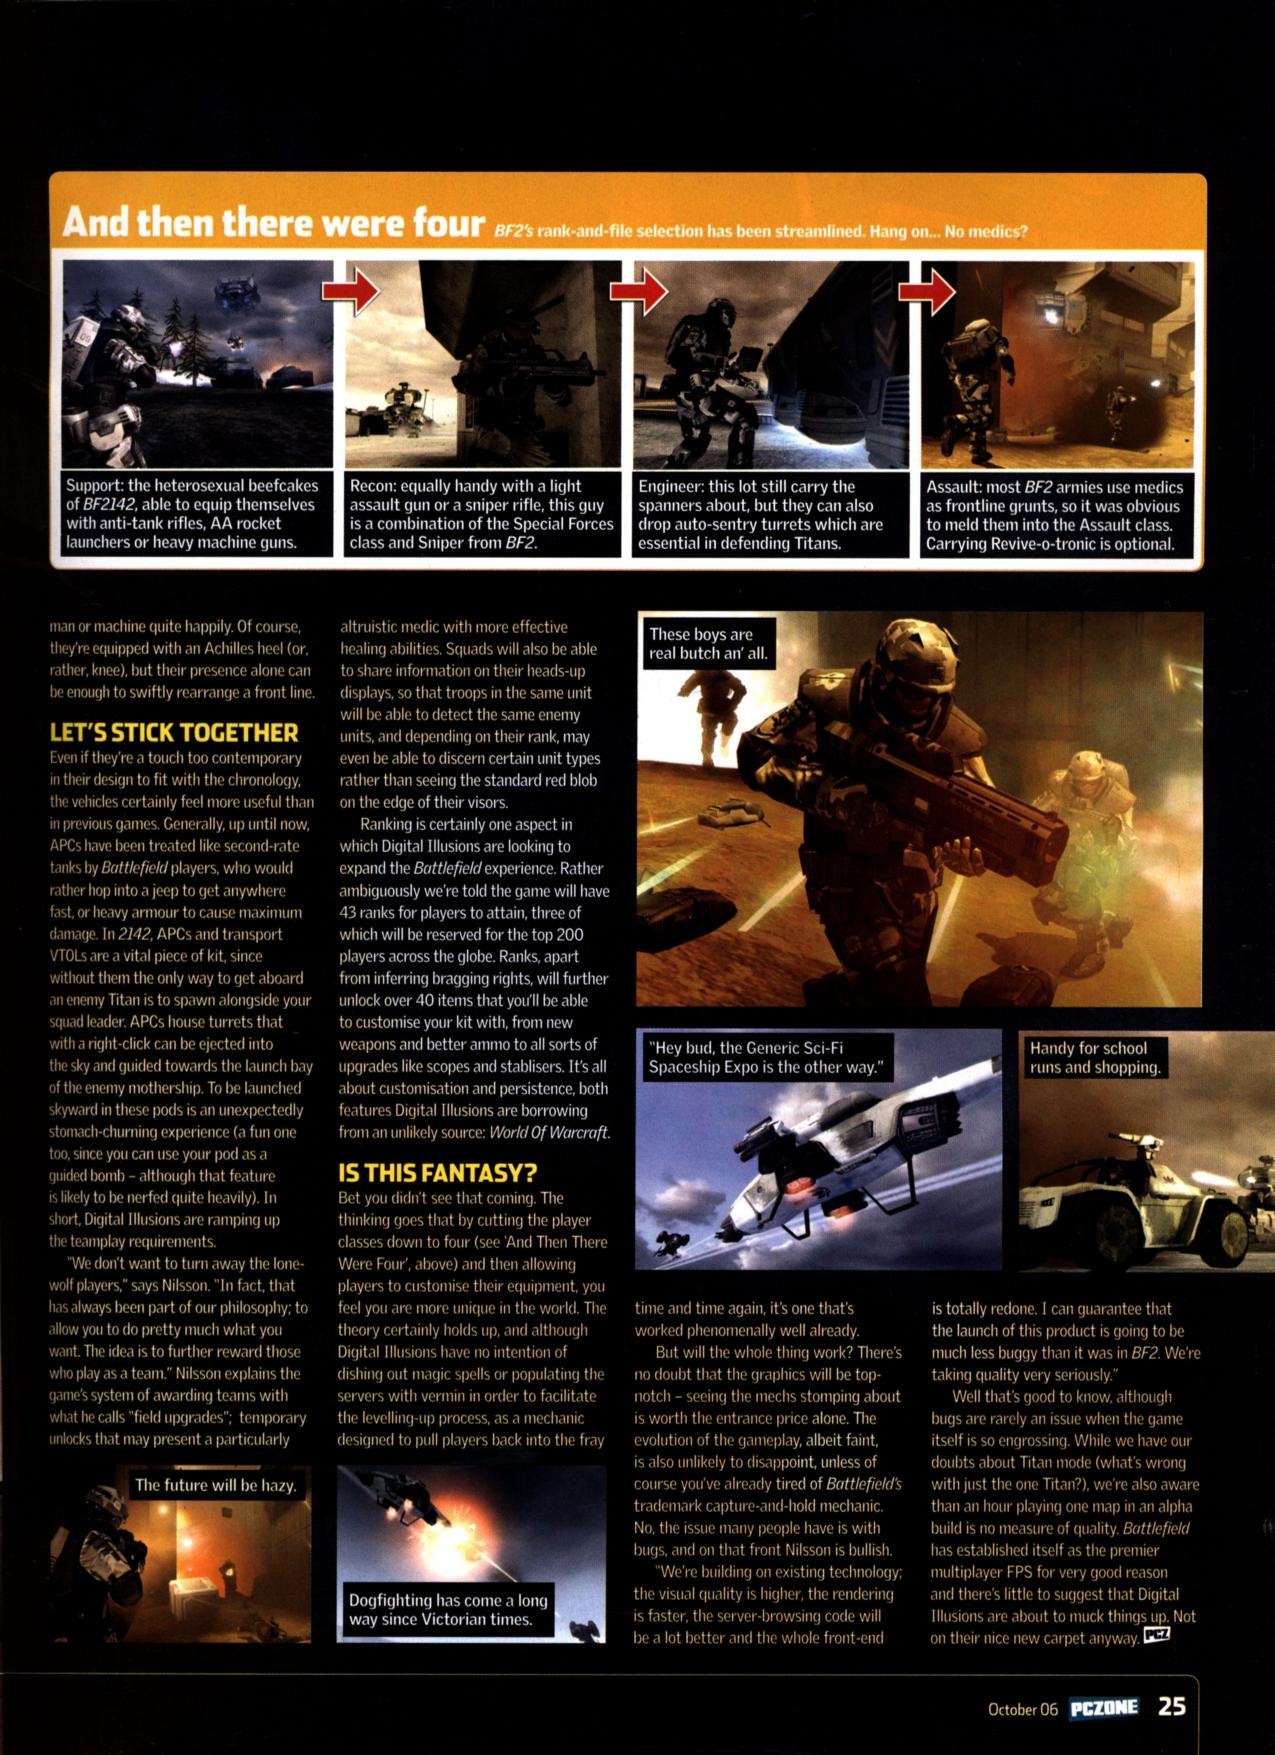 And then there were four BF2's rank-and-file selection has been streamlined. Hang on... No medics?
Support: the heterosexual beefcakes
of BF2142, able to equip themselves
with anti-tank rifles, AA rocket
launchers or heavy machine guns.
Recon: equally handy with a light
assault gun or a sniper rifle, this guy
is a combination of the Special Forces
class and Sniper from BF2.
Engineer: this lot still carry the
spanners about, but they can also
drop auto-sentry turrets which are
essential in defending Titans.
Assault: most BF2 armies use medics
as frontline grunts, so it was obvious
to meld them into the Assault class.
Carrying Revive-o-tronic is optional.
man or machine quite happily. Of course,
they're equipped with an Achilles heel (or,
rather, knee), but their presence alone can
be enough to swiftly rearrange a front line.
LET'S STICK TOGETHER
Even if they're a touch too contemporary
in their design to fit with the chronology,
the vehicles certainly feel more useful than
in previous games. Generally, up until now,
APCs have been treated like second-rate
tanks by Battlefield players, who would
rather hop into a jeep to get anywhere
fast, or heavy armour to cause maximum
damage. In 2142, APCs and transport
VTOLs are a vital piece of kit, since
without them the only way to get aboard
an enemy Titan is to spawn alongside your
squad leader. APCs house turrets that
with a right-click can be ejected into
the sky and guided towards the launch bay
of the enemy mothership. To be launched
skyward in these pods is an unexpectedly
stomach-churning experience (a fun one
too, since you can use your pod as a
guided bomb – although that feature
is likely to be nerfed quite heavily). In
short, Digital Illusions are ramping up
the teamplay requirements.
"We don't want to turn away the lone-
wolf players," says Nilsson. "In fact, that
has always been part of our philosophy; to
allow you to do pretty much what you
want. The idea is to further reward those
who play as a team." Nilsson explains the
game's system of awarding teams with
what he calls "field upgrades"; temporary
unlocks that may present a particularly
The future will be hazy.
altruistic medic with more effective
healing abilities. Squads will also be able
to share information on their heads-up
displays, so that troops in the same unit
will be able to detect the same enemy
units, and depending on their rank, may
even be able to discern certain unit types
rather than seeing the standard red blob
on the edge of their visors.
Ranking is certainly one aspect in
which Digital Illusions are looking to
expand the Battlefield experience. Rather
ambiguously we're told the game will have
43 ranks for players to attain, three of
which will be reserved for the top 200
players across the globe. Ranks, apart
from inferring bragging rights, will further
unlock over 40 items that you'll be able
to customise your kit with, from new
weapons and better ammo to all sorts of
upgrades like scopes and stablisers. It's all
about customisation and persistence, both
features Digital Illusions are borrowing
from an unlikely source: World Of Warcraft.
IS THIS FANTASY?
Bet you didn't see that coming. The
thinking goes that by cutting the player
classes down to four (see 'And Then There
Were Four', above) and then allowing
players to customise their equipment, you
feel you are more unique in the world. The
theory certainly holds up, and although
Digital Illusions have no intention of
dishing out magic spells or populating the
servers with vermin in order to facilitate
the levelling-up process, as a mechanic
designed to pull players back into the fray
Dogfighting has come a long
way since Victorian times.
These boys are
real butch an' all.
"Hey bud, the Generic Sci-Fi
Spaceship Expo is the other way."
Handy for school
runs and shopping.
time and time again, it's one that's
worked phenomenally well already.
But will the whole thing work? There's
no doubt that the graphics will be top-
notch – seeing the mechs stomping about
is worth the entrance price alone. The
evolution of the gameplay, albeit faint,
is also unlikely to disappoint, unless of
course you've already tired of Battlefield's
trademark capture-and-hold mechanic.
No, the issue many people have is with
bugs, and on that front Nilsson is bullish.
"We're building on existing technology;
the visual quality is higher, the rendering
is faster, the server-browsing code will
be a lot better and the whole front-end
is totally redone. I can guarantee that
the launch of this product is going to be
much less buggy than it was in BF2. We're
taking quality very seriously."
Well that's good to know, although
bugs are rarely an issue when the game
itself is so engrossing. While we have our
doubts about Titan mode (what's wrong
with just the one Titan?), we're also aware
than an hour playing one map in an alpha
build is no measure of quality. Battlefield
has established itself as the premier
multiplayer FPS for very good reason
and there's little to suggest that Digital
Illusions are about to muck things up. Not
on their nice new carpet anyway. PCZ
October 06 PCZONE 25